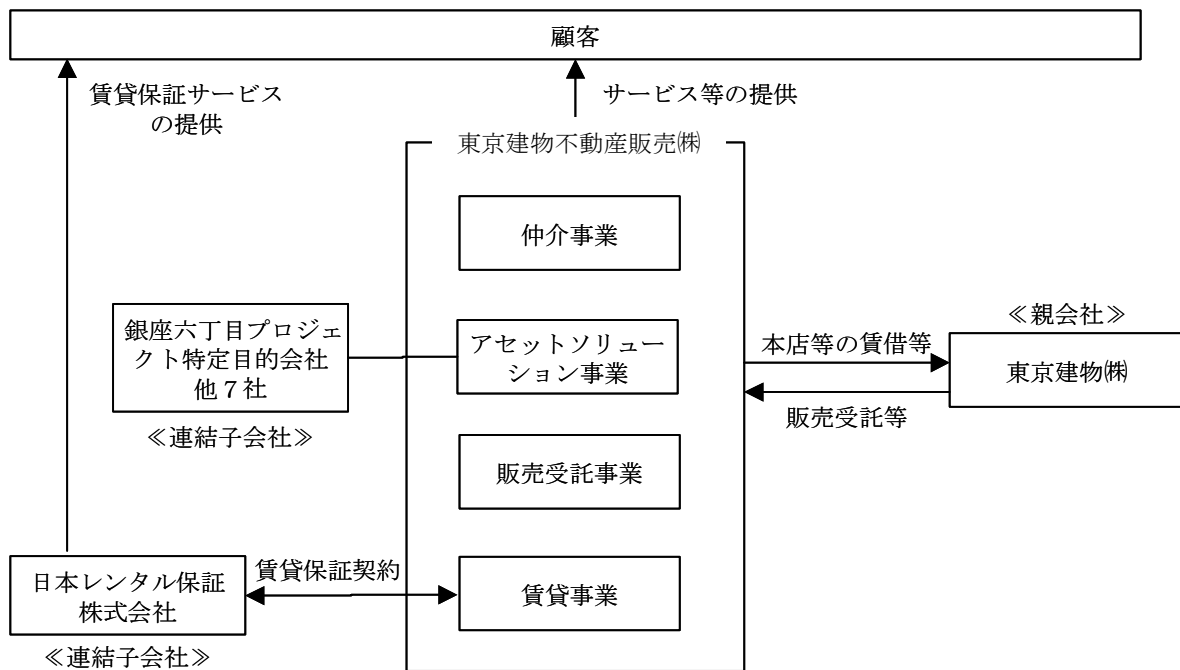 顧客
賃貸保証サービス
の提供
サービス等の提供
東京建物不動産販売㈱
仲介事業
銀座六丁目プロジェ
クト特定目的会社
他７社
≪連結子会社≫
アセットソリュー
ション事業
本店等の賃借等
販売受託等
≪親会社≫
東京建物㈱
販売受託事業
日本レンタル保証
株式会社
≪連結子会社≫
賃貸保証契約
賃貸事業